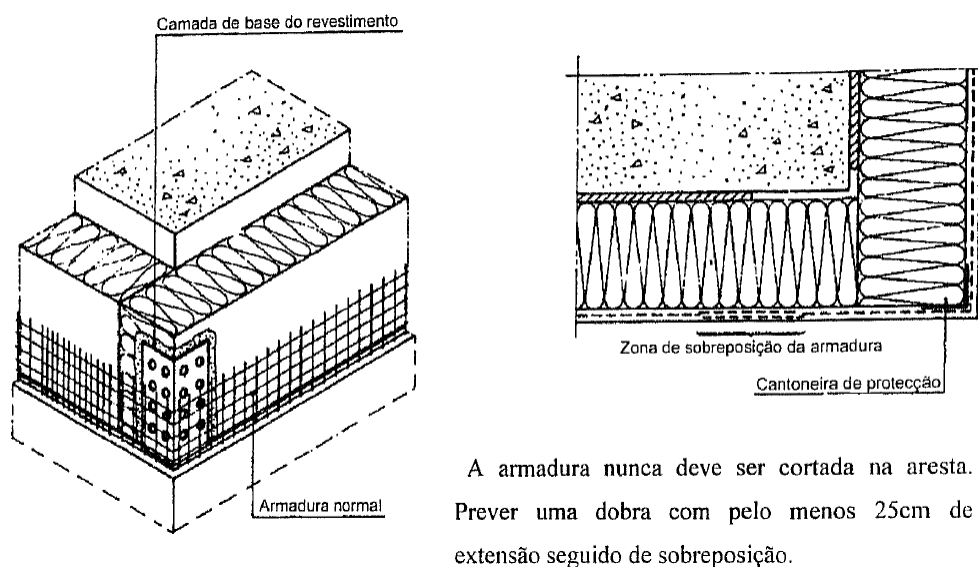 Camada de base do revestimento
Zona de sobreposição da armadura
Cantoneira de protecção
Armadura normal
A armadura nunca deve ser cortada na aresta.
Prever uma dobra com pelo menos 25cm de
extensão seguido de sobreposição.